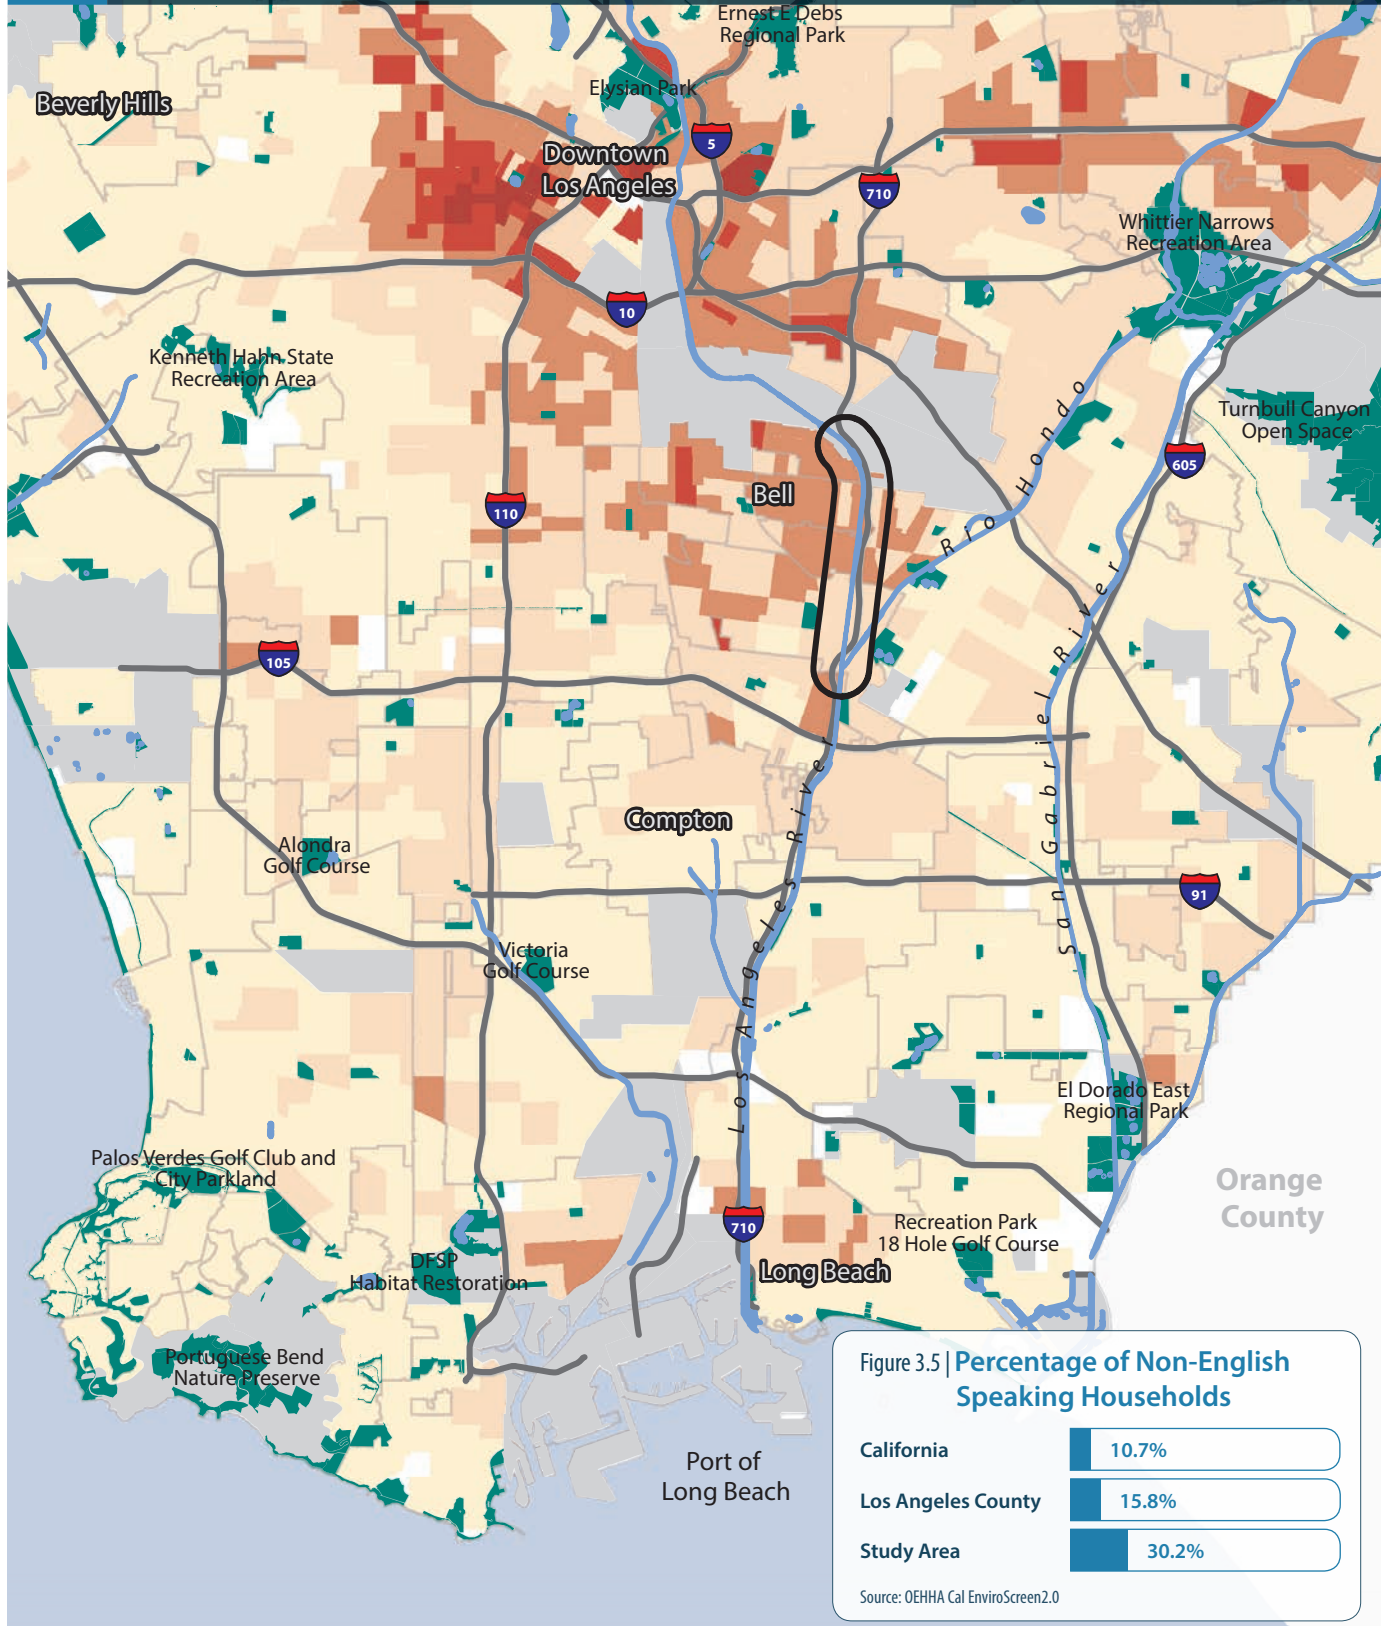 Ernest E Debs
Regional Park
Elysian Park
Beverly Hills
5
Downtown
Los Angeles
710
Whittier Narrows
Recreation Area
10
Kenneth Hahn State
Recreation Area
Turnbull Canyon
Open Space
Rio Hondo
605
Bell
110
San Gabriel River
105
Compton
Los Angeles River
Alondra
Golf Course
91
Victoria
Golf Course
El Dorado East
Regional Park
Palos Verdes Golf Club and
City Parkland
Orange
County
710
Recreation Park
18 Hole Golf Course
DFSP
Habitat Restoration
Long Beach
Portuguese Bend
Nature Preserve
Port of
Long Beach
Figure 3.5 | Percentage of Non-English
Speaking Households
California 10.7%
Los Angeles County 15.8%
Study Area 30.2%
Source: OEHHA Cal EnviroScreen2.0